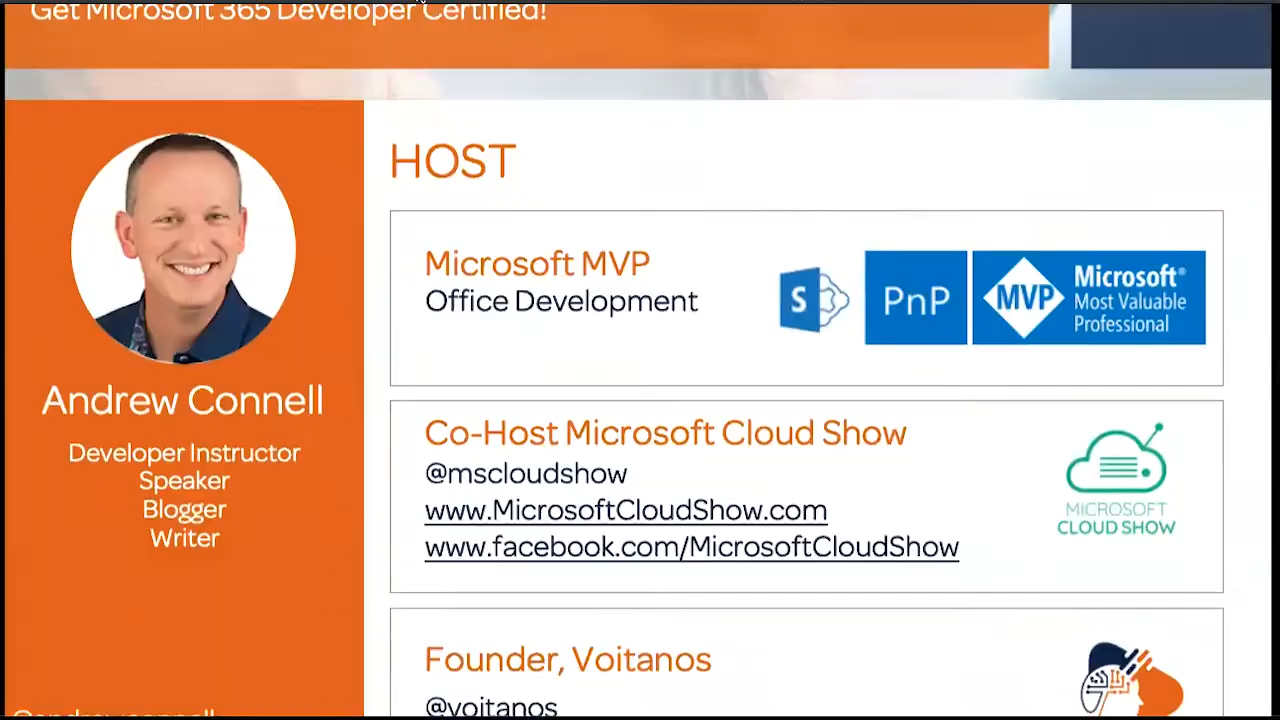 Get Microsoft 365 Developer Certified!
HOST
Microsoft MVP
Office Development
S
PnP
MVP
Microsoft®
Most Valuable
Professional
Andrew Connell
Developer Instructor
Speaker
Blogger
Writer
Co-Host Microsoft Cloud Show
@mscloudshow
www.MicrosoftCloudShow.com
www.facebook.com/MicrosoftCloudShow
MICROSOFT
CLOUD SHOW
Founder, Voitanos
@voitanos
@andrewconnell